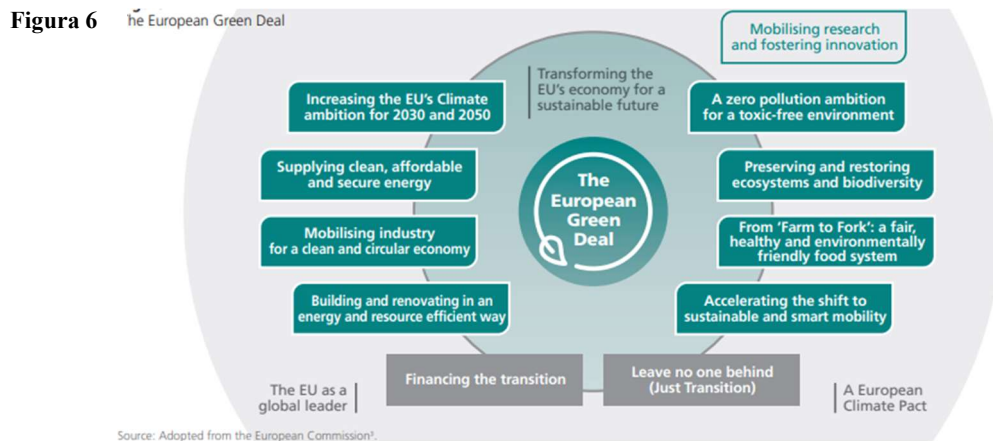 Figura 6
he European Green Deal
Mobilising research
and fostering innovation
Transforming the
EU's economy for a
sustainable future
Increasing the EU's Climate
ambition for 2030 and 2050
A zero pollution ambition
for a toxic-free environment
Supplying clean, affordable
and secure energy
The
European
Green
Deal
Preserving and restoring
ecosystems and biodiversity
Mobilising industry
for a clean and circular economy
From 'Farm to Fork': a fair,
healthy and environmentally
friendly food system
Building and renovating in an
energy and resource efficient way
Accelerating the shift to
sustainable and smart mobility
Financing the transition
Leave no one behind
(Just Transition)
The EU as a
global leader
A European
Climate Pact
Source: Adopted from the European Commission³.